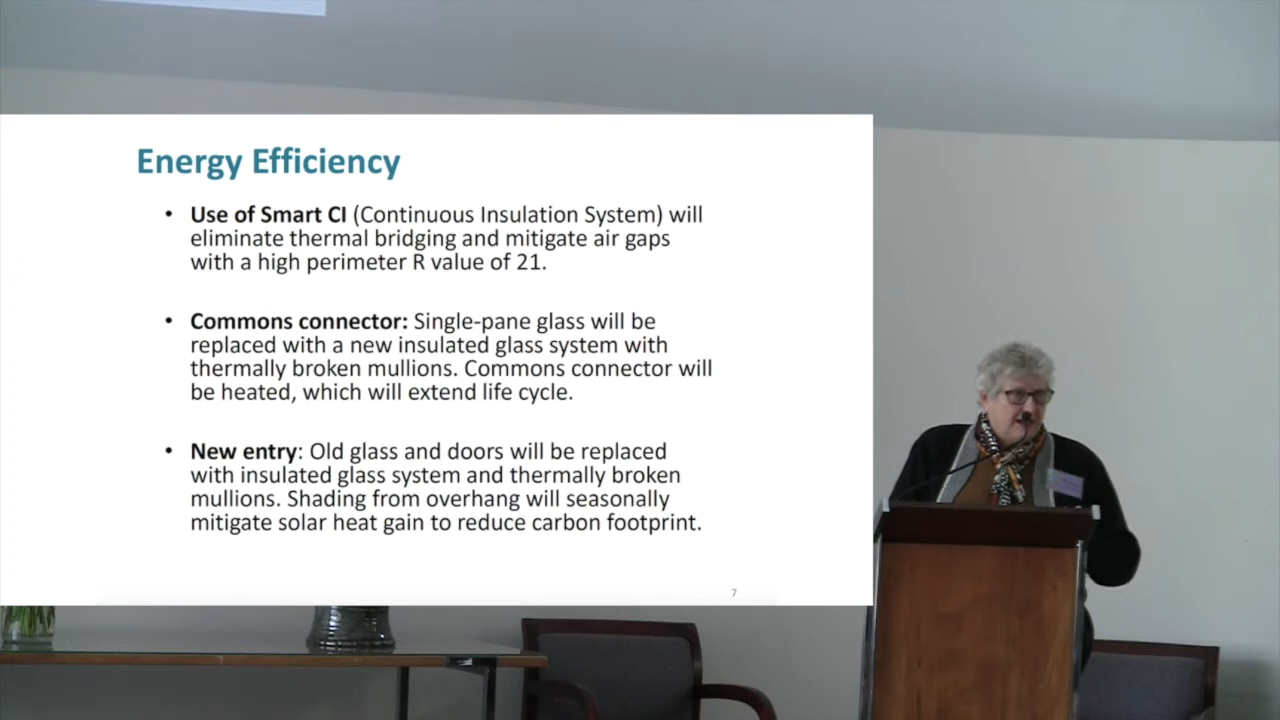 Energy Efficiency
• Use of Smart CI (Continuous Insulation System) will
eliminate thermal bridging and mitigate air gaps
with a high perimeter R value of 21.
• Commons connector: Single-pane glass will be
replaced with a new insulated glass system with
thermally broken mullions. Commons connector will
be heated, which will extend life cycle.
• New entry: Old glass and doors will be replaced
with insulated glass system and thermally broken
mullions. Shading from overhang will seasonally
mitigate solar heat gain to reduce carbon footprint.
7